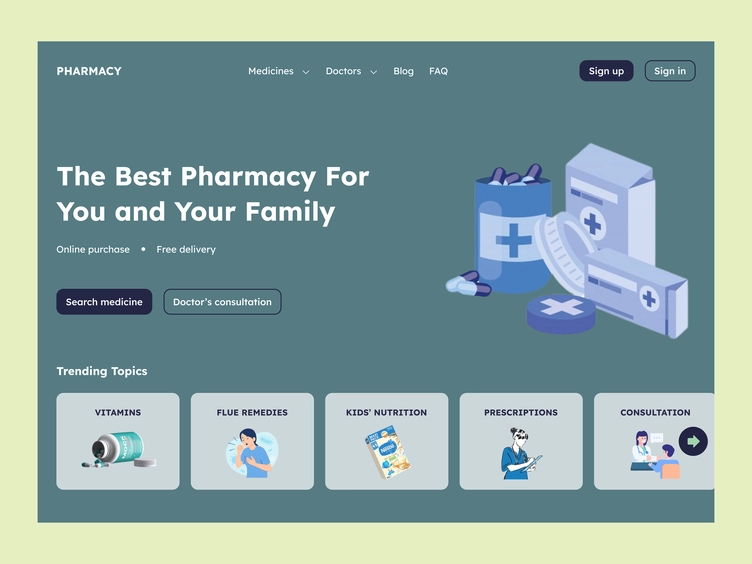 PHARMACY
Medicines
Doctors
Blog
FAQ
Sign up
Sign in
The Best Pharmacy For
You and Your Family
Online purchase • Free delivery
Search medicine
Doctor's consultation
Trending Topics
VITAMINS
FLUE REMEDIES
KIDS' NUTRITION
PRESCRIPTIONS
CONSULTATION